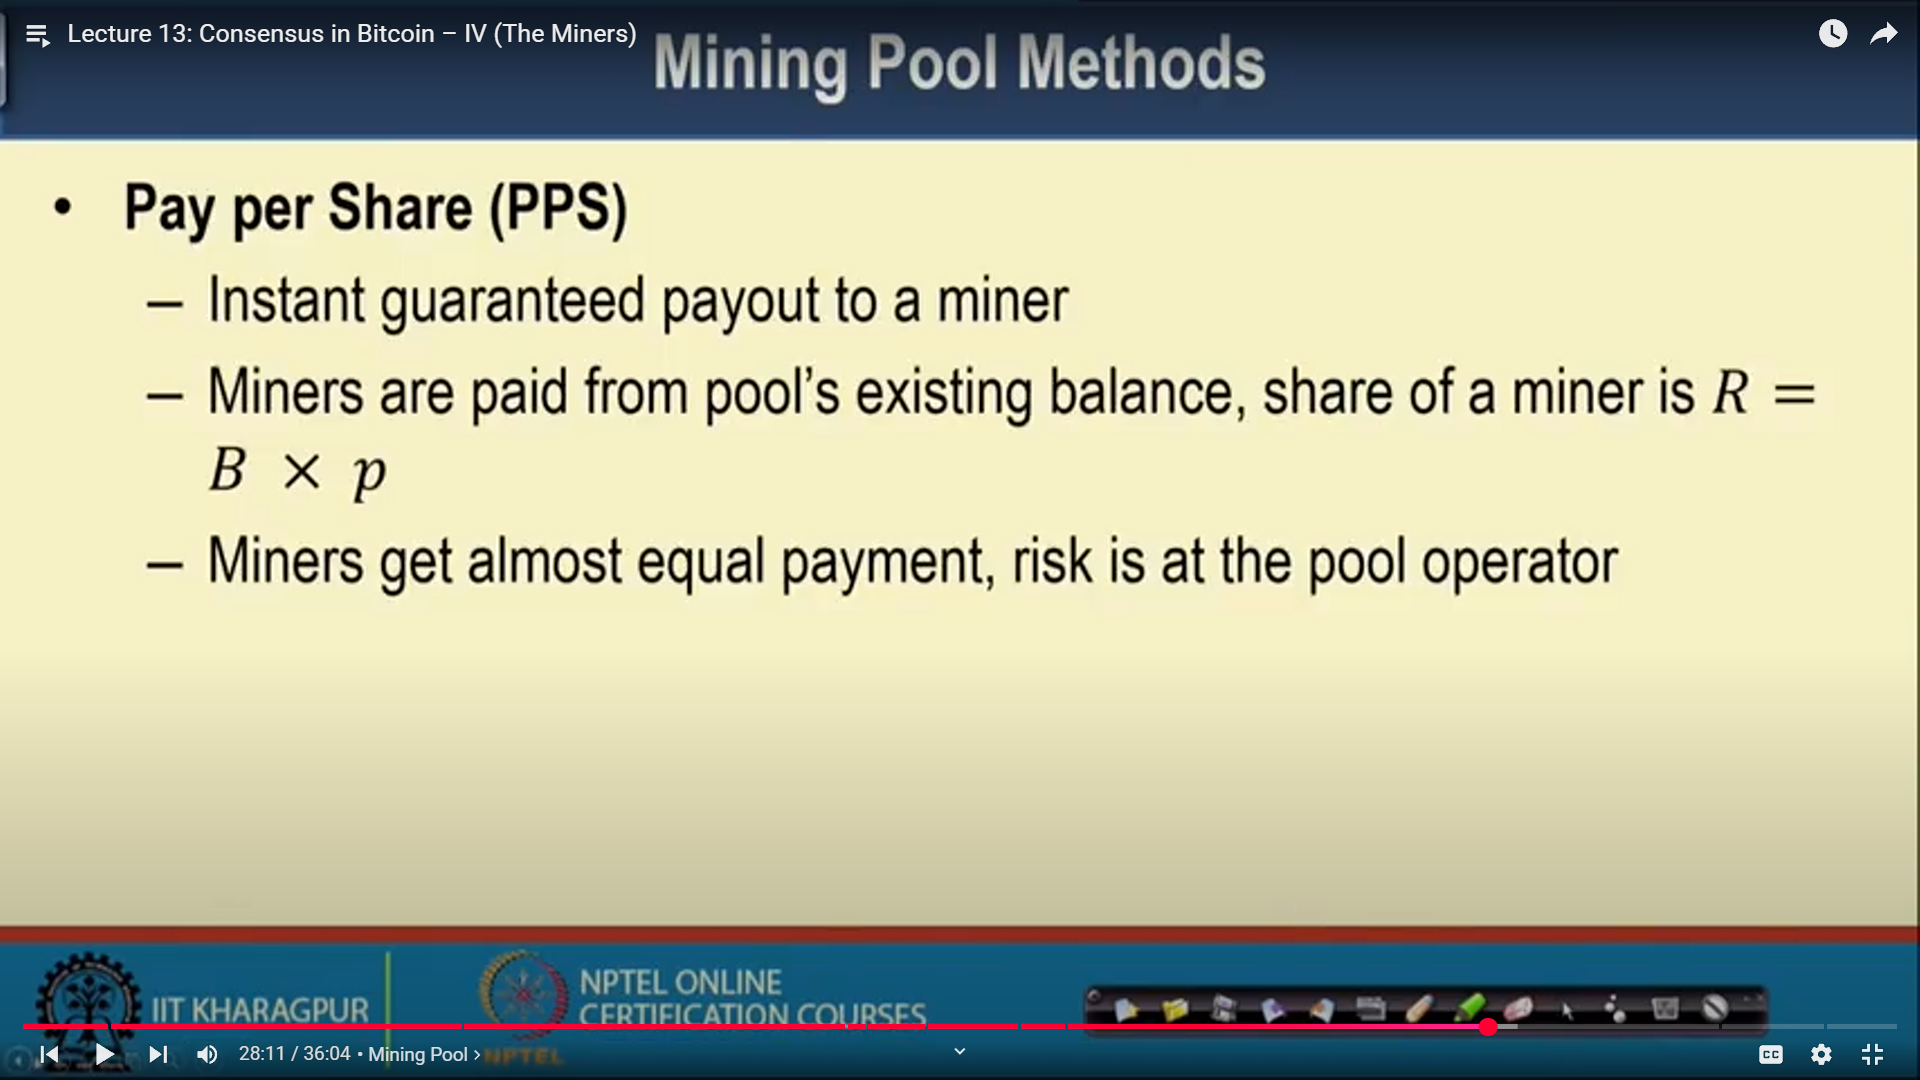 Lecture 13: Consensus in Bitcoin – IV (The Miners)
Mining Pool Methods
• Pay per Share (PPS)
– Instant guaranteed payout to a miner
– Miners are paid from pool's existing balance, share of a miner is R =
B × p
– Miners get almost equal payment, risk is at the pool operator
IIT KHARAGPUR
NPTEL ONLINE
CERTIFICATION COURSES
NPTEL
28:11 / 36:04 • Mining Pool ›
CC